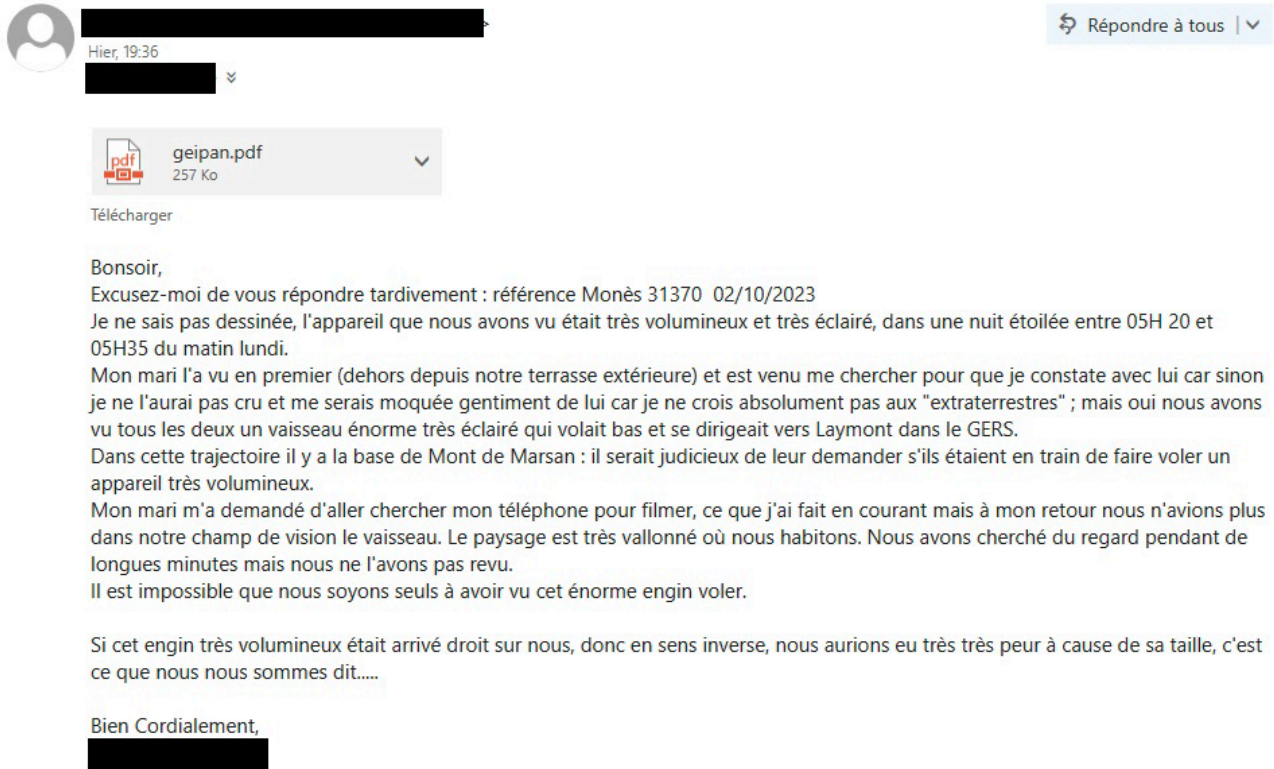 Répondre à tous
Hier, 19:36
pdf
geipan.pdf
257 Ko
Télécharger
Bonsoir,
Excusez-moi de vous répondre tardivement : référence Monès 31370 02/10/2023
Je ne sais pas dessinée, l'appareil que nous avons vu était très volumineux et très éclairé, dans une nuit étoilée entre 05H 20 et
05H35 du matin lundi.
Mon mari l'a vu en premier (dehors depuis notre terrasse extérieure) et est venu me chercher pour que je constate avec lui car sinon
je ne l'aurai pas cru et me serais moquée gentiment de lui car je ne crois absolument pas aux "extraterrestres" ; mais oui nous avons
vu tous les deux un vaisseau énorme très éclairé qui volait bas et se dirigeait vers Laymont dans le GERS.
Dans cette trajectoire il y a la base de Mont de Marsan : il serait judicieux de leur demander s'ils étaient en train de faire voler un
appareil très volumineux.
Mon mari m'a demandé d'aller chercher mon téléphone pour filmer, ce que j'ai fait en courant mais à mon retour nous n'avions plus
dans notre champ de vision le vaisseau. Le paysage est très vallonné où nous habitons. Nous avons cherché du regard pendant de
longues minutes mais nous ne l'avons pas revu.
Il est impossible que nous soyons seuls à avoir vu cet énorme engin voler.
Si cet engin très volumineux était arrivé droit sur nous, donc en sens inverse, nous aurions eu très très peur à cause de sa taille, c'est
ce que nous nous sommes dit.....
Bien Cordialement,